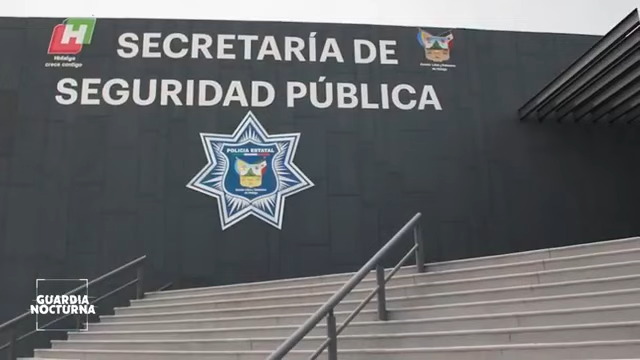 H
Hidalgo
crece contigo
SECRETARÍA DE
SEGURIDAD PÚBLICA
POLICIA ESTATAL
GUARDIA
NOCTURNA